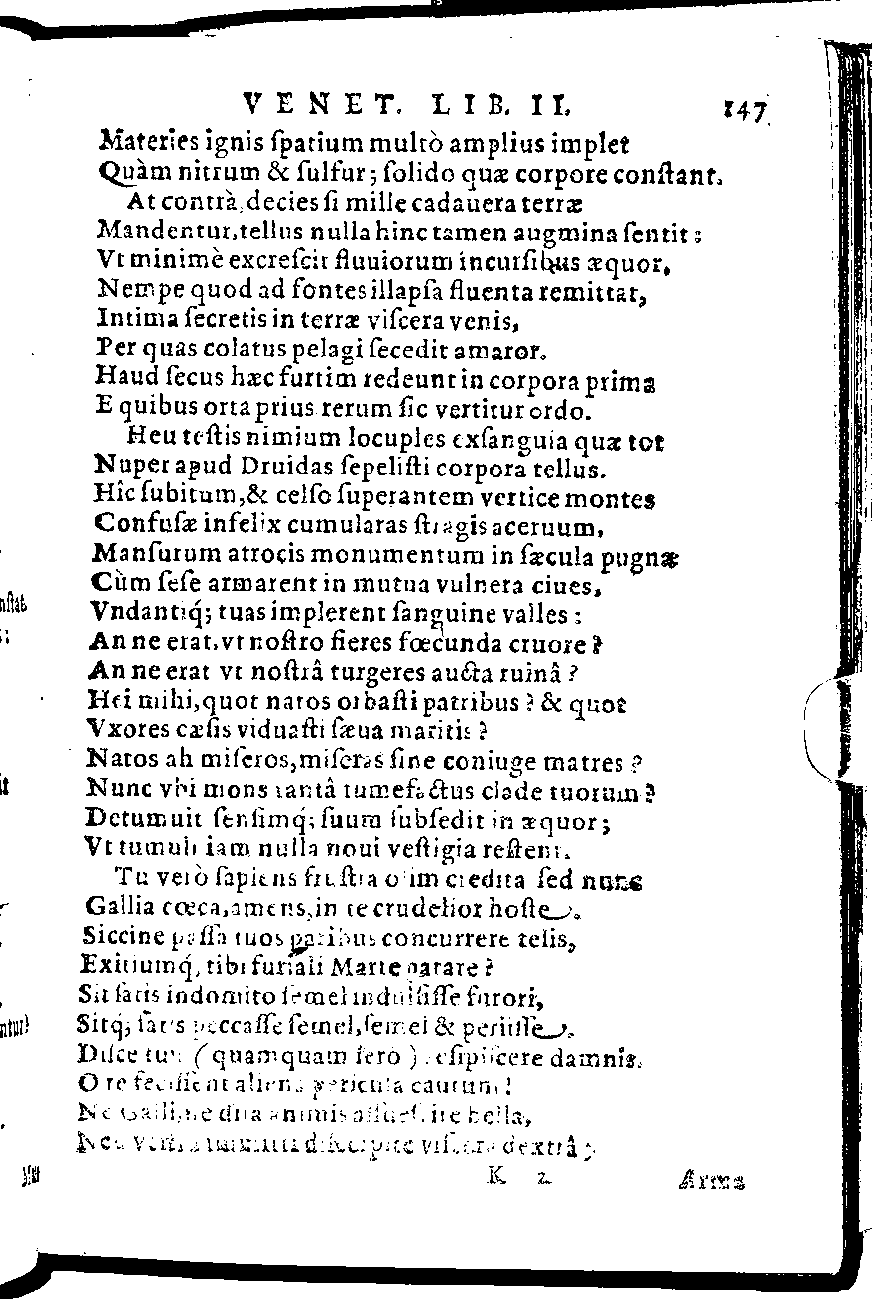 VENET. LIB. II. 147
Materies ignis ſpatium multò amplius implet
Quàm nitrum & ſulfur; ſolido quæ corpore conſtant.
At contrà, decies ſi mille cadauera terræ
Mandentur, tellus nulla hinc tamen augmina ſentit:
Vt minimè excreſcit fluuiorum incurſibus æquor,
Nempe quod ad fontes illapſa fluenta remittat,
Intima ſecretis in terræ viſcera venis,
Per quas colatus pelagi ſecedit amaror.
Haud ſecus hæc furtim redeunt in corpora prima
E quibus orta prius rerum ſic vertitur ordo.
Heu teſtis nimium locuples exſanguia quæ tot
Nuper apud Druidas ſepeliſti corpora tellus.
Hîc ſubitum, & celſo ſuperantem vertice montes
Confuſæ infelix cumularas ſtragis aceruum,
Manſurum atrocis monumentum in ſæcula pugnæ
Cùm ſeſe armarent in mutua vulnera ciues,
Vndantiq́; tuas implerent ſanguine valles:
An ne erat, vt noſtro fieres fœcunda cruore?
An ne erat vt noſtrâ turgeres aucta ruinâ?
Hei mihi, quot natos orbaſti patribus? & quot
Vxores cæſis viduaſti ſæua maritis?
Natos ah miſeros, miſeras ſine coniuge matres?
Nunc vbi mons tantâ tumefactus clade tuorum?
Detumuit ſenſimq́; ſuum ſubſedit in æquor;
Vt tumuli iam nulla noui veſtigia reſtent.
Tu verò ſapiens fruſtra olim credita ſed nunc
Gallia cœca, amens, in te crudelior hoſte.
Siccine paſſa tuos paribus concurrere telis,
Exitiumq́, tibi furiali Marte parare?
Sit ſatis indomito ſemel induiſiſſe furori,
Sitq́; ſatis peccaſſe ſemel, ſemel & periiſſe.
Diſce tuis (quamquam ſerò) reſipiſcere damnis.
O te feciſſent aliena pericula cautum!
Ne Galli, ne dira animis aſſueſcite bella,
viſcera dextrâ;
K 2 Arma